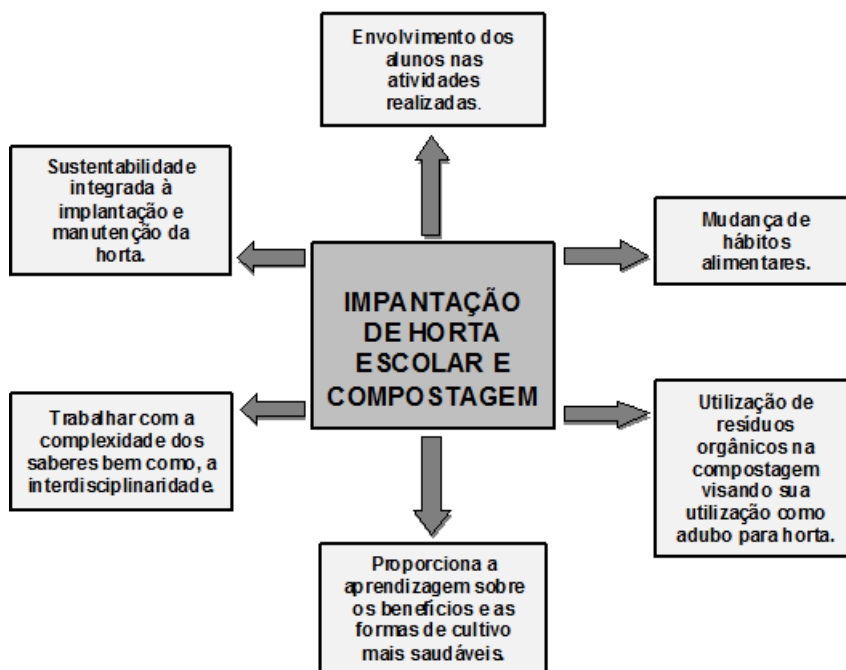 Envolvimento dos
alunos nas
atividades
realizadas.
Sustentabilidade
integrada à
implantação e
manutenção da
horta.
Mudança de
hábitos
alimentares.
IMPANTAÇÃO
DE HORTA
ESCOLAR E
COMPOSTAGEM
Trabalhar com a
complexidade dos
saberes bem como, a
interdisciplinaridade.
Utilização de
resíduos
orgânicos na
compostagem
visando sua
utilização como
adubo para horta.
Proporciona a
aprendizagem sobre
os benefícios e as
formas de cultivo
mais saudáveis.